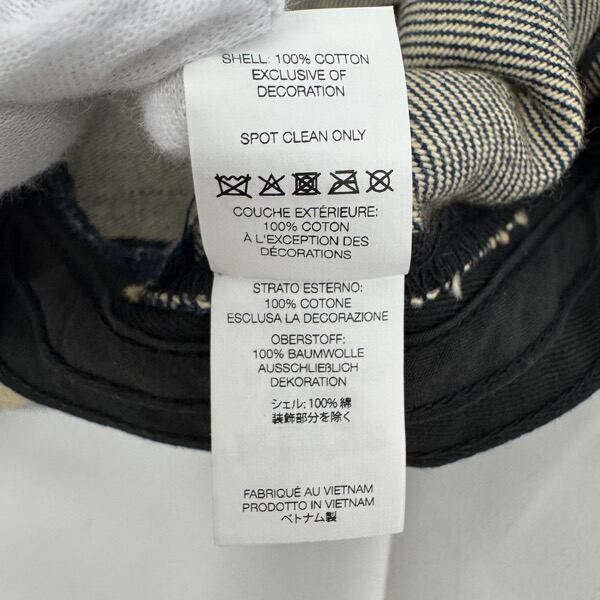 SHELL: 100% COTTON
EXCLUSIVE OF
DECORATION
SPOT CLEAN ONLY
COUCHE EXTÉRIEURE:
100% COTON
À L'EXCEPTION DES
DÉCORATIONS
STRATO ESTERNO:
100% COTONE
ESCLUSA LA DECORAZIONE
OBERSTOFF:
100% BAUMWOLLE
AUSSCHLIEßLICH
DEKORATION
シェル: 100% 綿
装飾部分を除く
FABRIQUÉ AU VIETNAM
PRODOTTO IN VIETNAM
ベトナム製